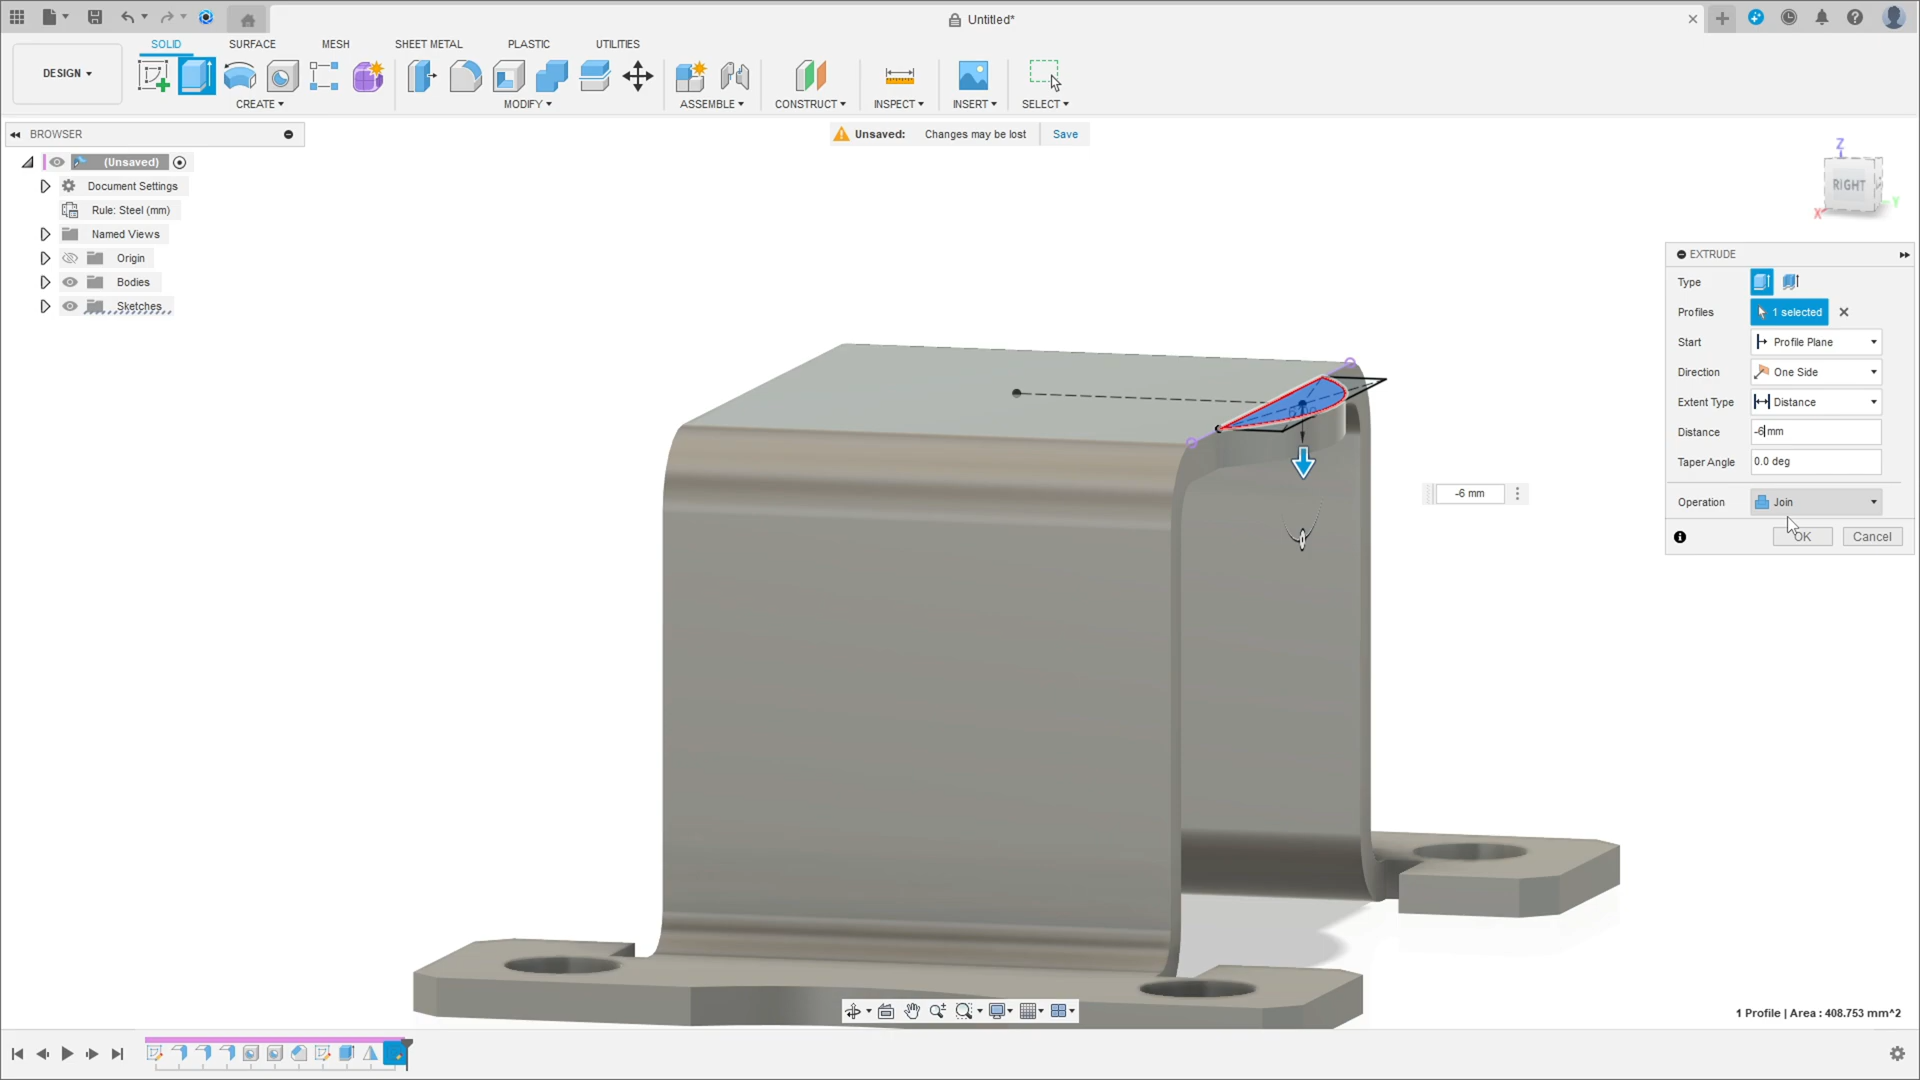 Untitled*
DESIGN
SOLID SURFACE MESH SHEET METAL PLASTIC UTILITIES
CREATE MODIFY ASSEMBLE CONSTRUCT INSPECT INSERT SELECT
BROWSER
Unsaved: Changes may be lost Save
(Unsaved)
Document Settings
Rule: Steel (mm)
Named Views
Origin
Bodies
Sketches
Z
RIGHT
X
Y
EXTRUDE
Type
Profiles 1 selected
Start Profile Plane
Direction One Side
Extent Type Distance
Distance -6 mm
Taper Angle 0.0 deg
Operation Join
OK Cancel
-6 mm
1 Profile | Area : 408.753 mm^2